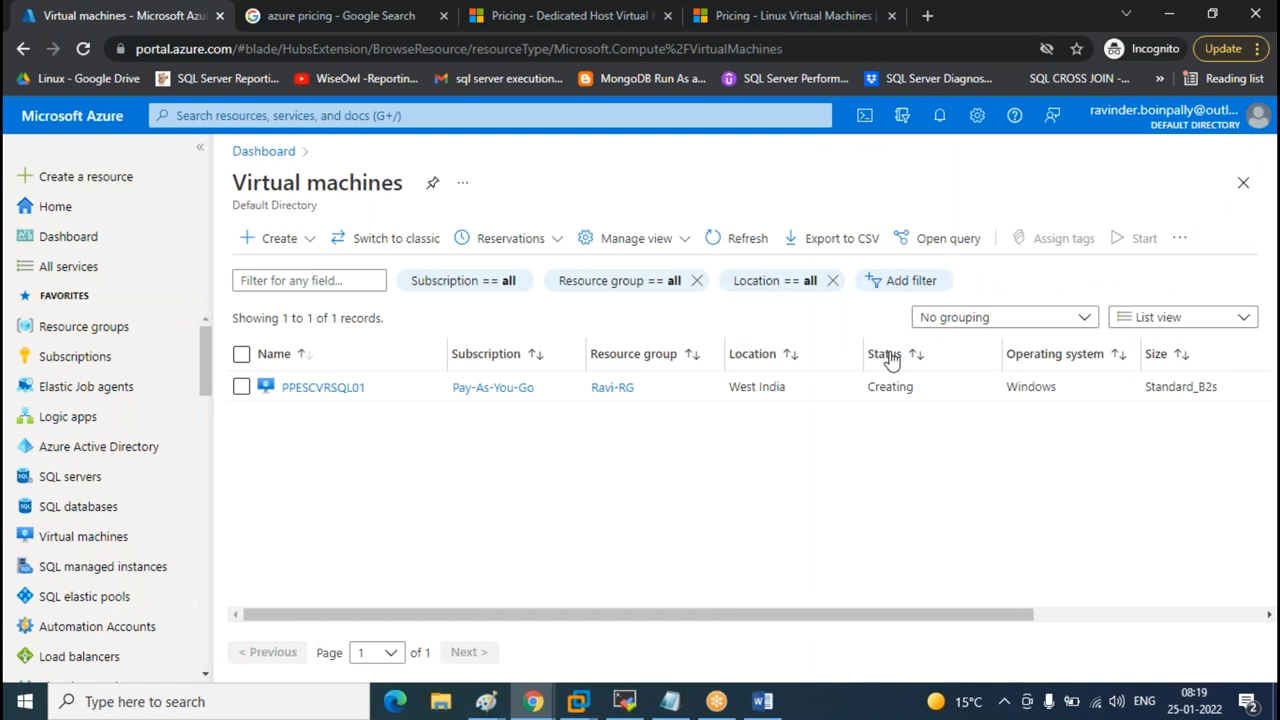 Virtual machines - Microsoft Azu
azure pricing - Google Search
Pricing - Dedicated Host Virtual
Pricing - Linux Virtual Machines
portal.azure.com/#blade/HubsExtension/BrowseResource/resourceType/Microsoft.Compute%2FVirtualMachines
Incognito
Update
Linux - Google Drive
SQL Server Reporti...
WiseOwl -Reportin...
sql server execution...
MongoDB Run As a...
SQL Server Perform...
SQL Server Diagnos...
SQL CROSS JOIN -...
»
Reading list
Microsoft Azure
Search resources, services, and docs (G+/)
ravinder.boinpally@outl...
DEFAULT DIRECTORY
Create a resource
Home
Dashboard
All services
FAVORITES
Resource groups
Subscriptions
Elastic Job agents
Logic apps
Azure Active Directory
SQL servers
SQL databases
Virtual machines
SQL managed instances
SQL elastic pools
Automation Accounts
Load balancers
Dashboard >
Virtual machines
Default Directory
Create
Switch to classic
Reservations
Manage view
Refresh
Export to CSV
Open query
Assign tags
Start
Filter for any field...
Subscription == all
Resource group == all
Location == all
Add filter
Showing 1 to 1 of 1 records.
No grouping
List view
Name Subscription Resource group Location Status Operating system Size
PPESCVRSQL01 Pay-As-You-Go Ravi-RG West India Creating Windows Standard_B2s
< Previous Page 1 of 1 Next >
Type here to search
15°C
ENG
08:19
25-01-2022
2